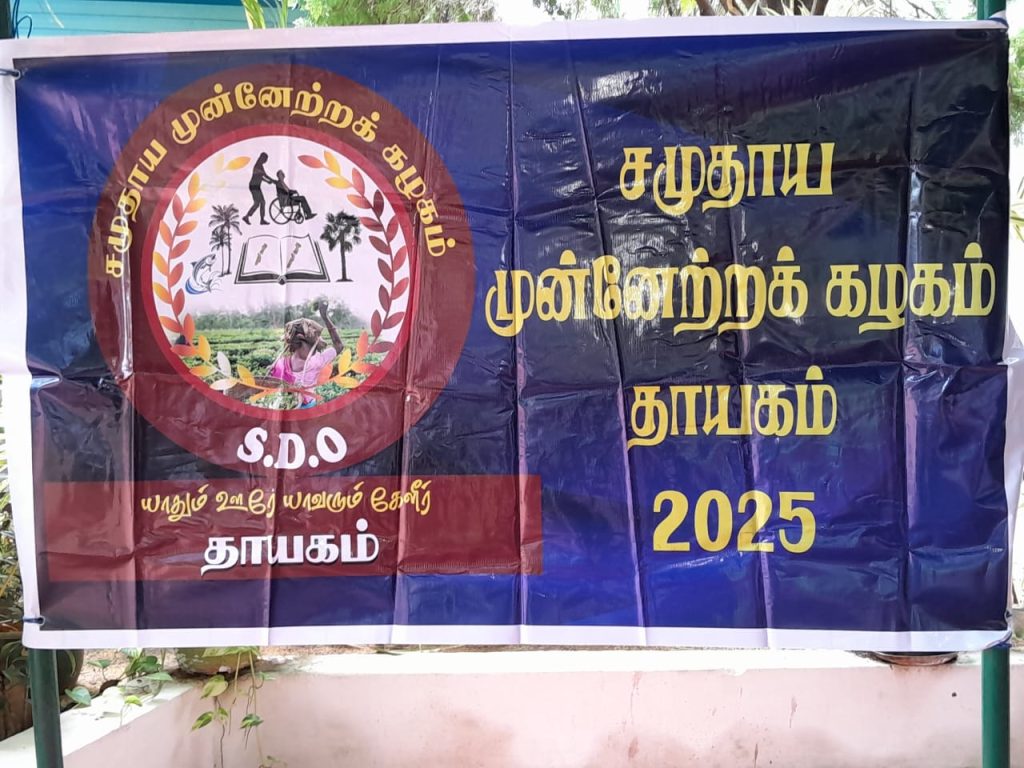 சமுதாய முன்னேற்றக் கழகம்
S.D.O
யாதும் ஊரே யாவரும் கேளிர்
தாயகம்
சமுதாய
முன்னேற்றக் கழகம்
தாயகம்
2025